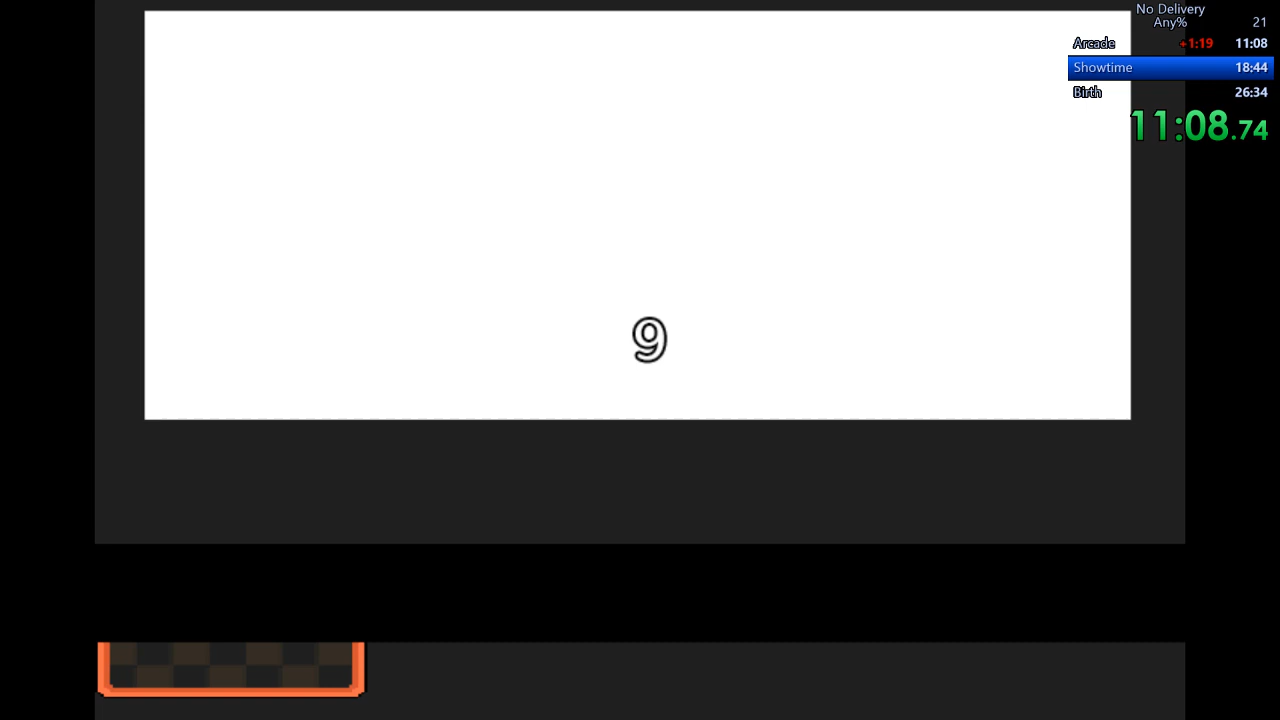 No Delivery
Any% 21
Arcade +1:19 11:08
Showtime 18:44
Birth 26:34
11:08.74
9